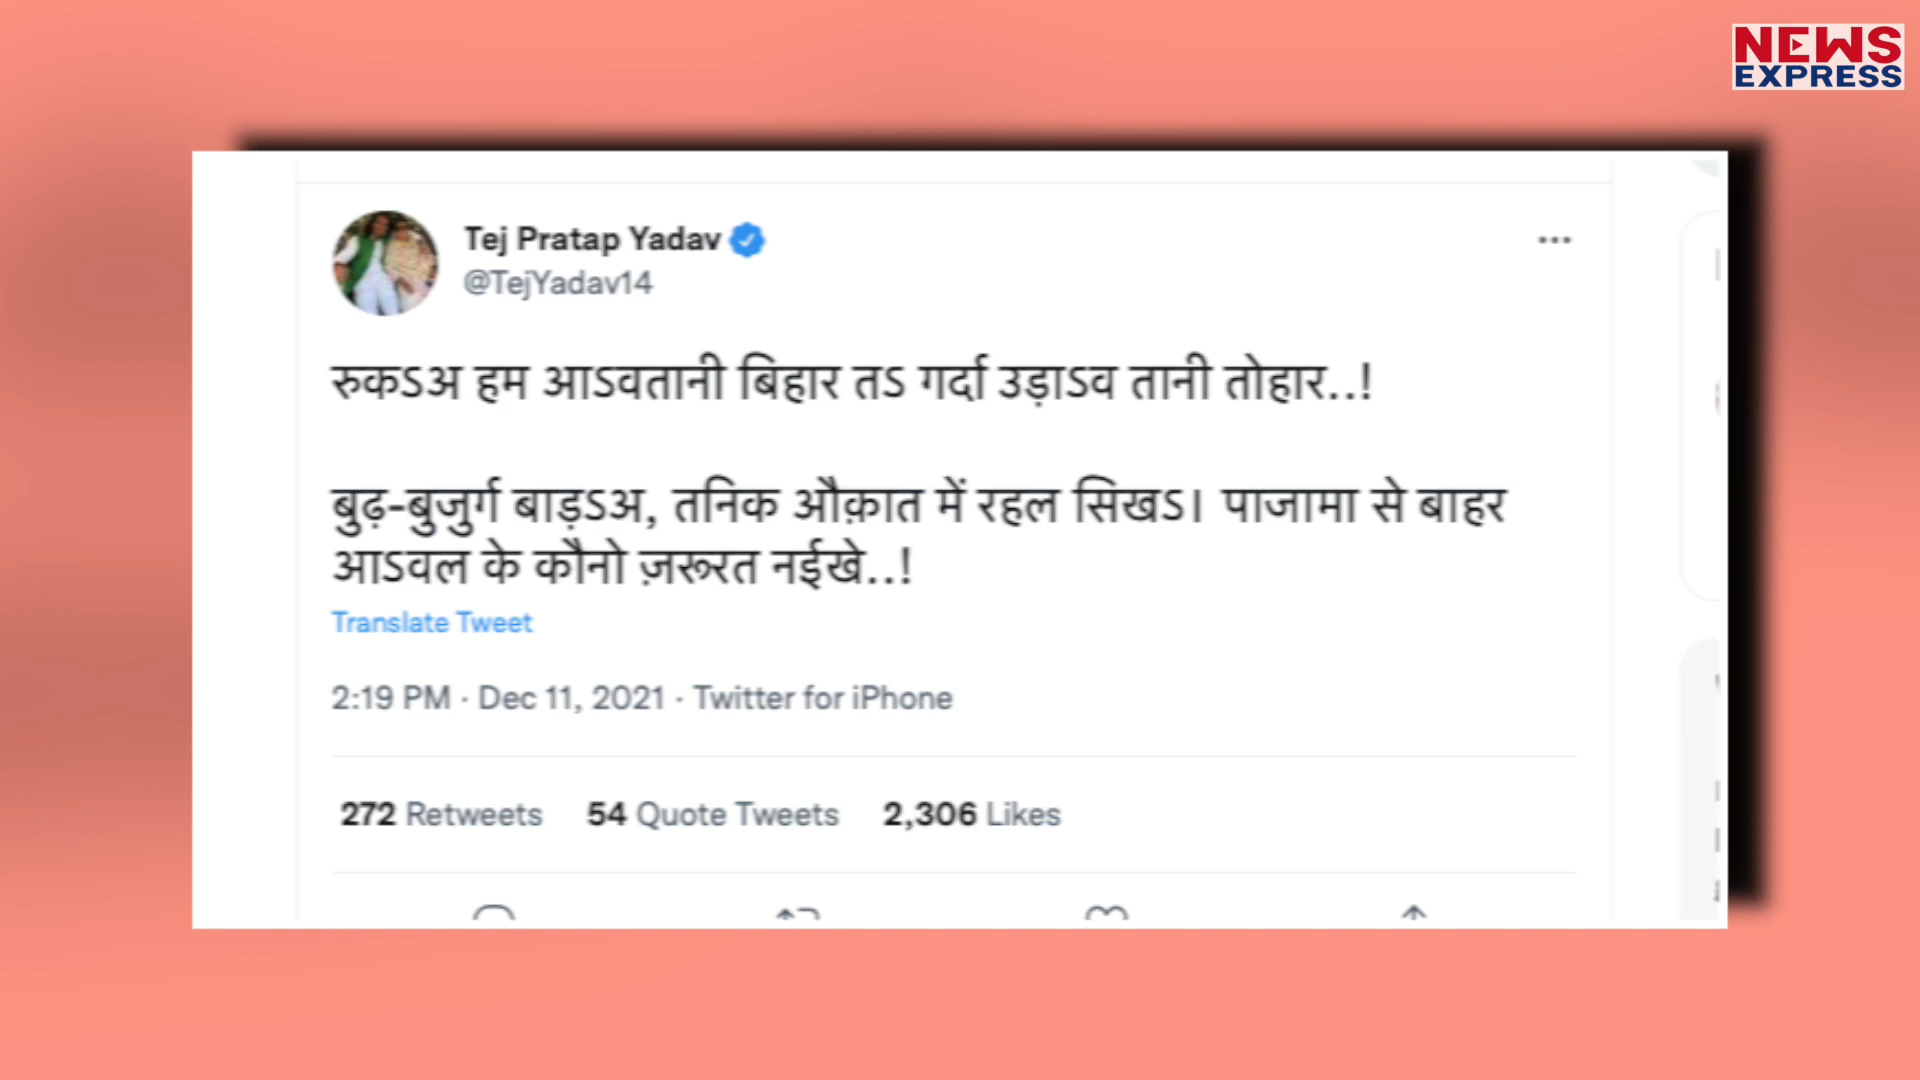 NEWS
EXPRESS
Tej Pratap Yadav
@TejYadav14
रुकऽअ हम आऽवतानी बिहार तऽ गर्दा उड़ाऽव तानी तोहार..!
बुढ़-बुजुर्ग बाड़ऽअ, तनिक औक़ात में रहल सिखऽ। पाजामा से बाहर
आऽवल के कौनो ज़रूरत नईखे..!
Translate Tweet
2:19 PM · Dec 11, 2021 · Twitter for iPhone
272 Retweets 54 Quote Tweets 2,306 Likes